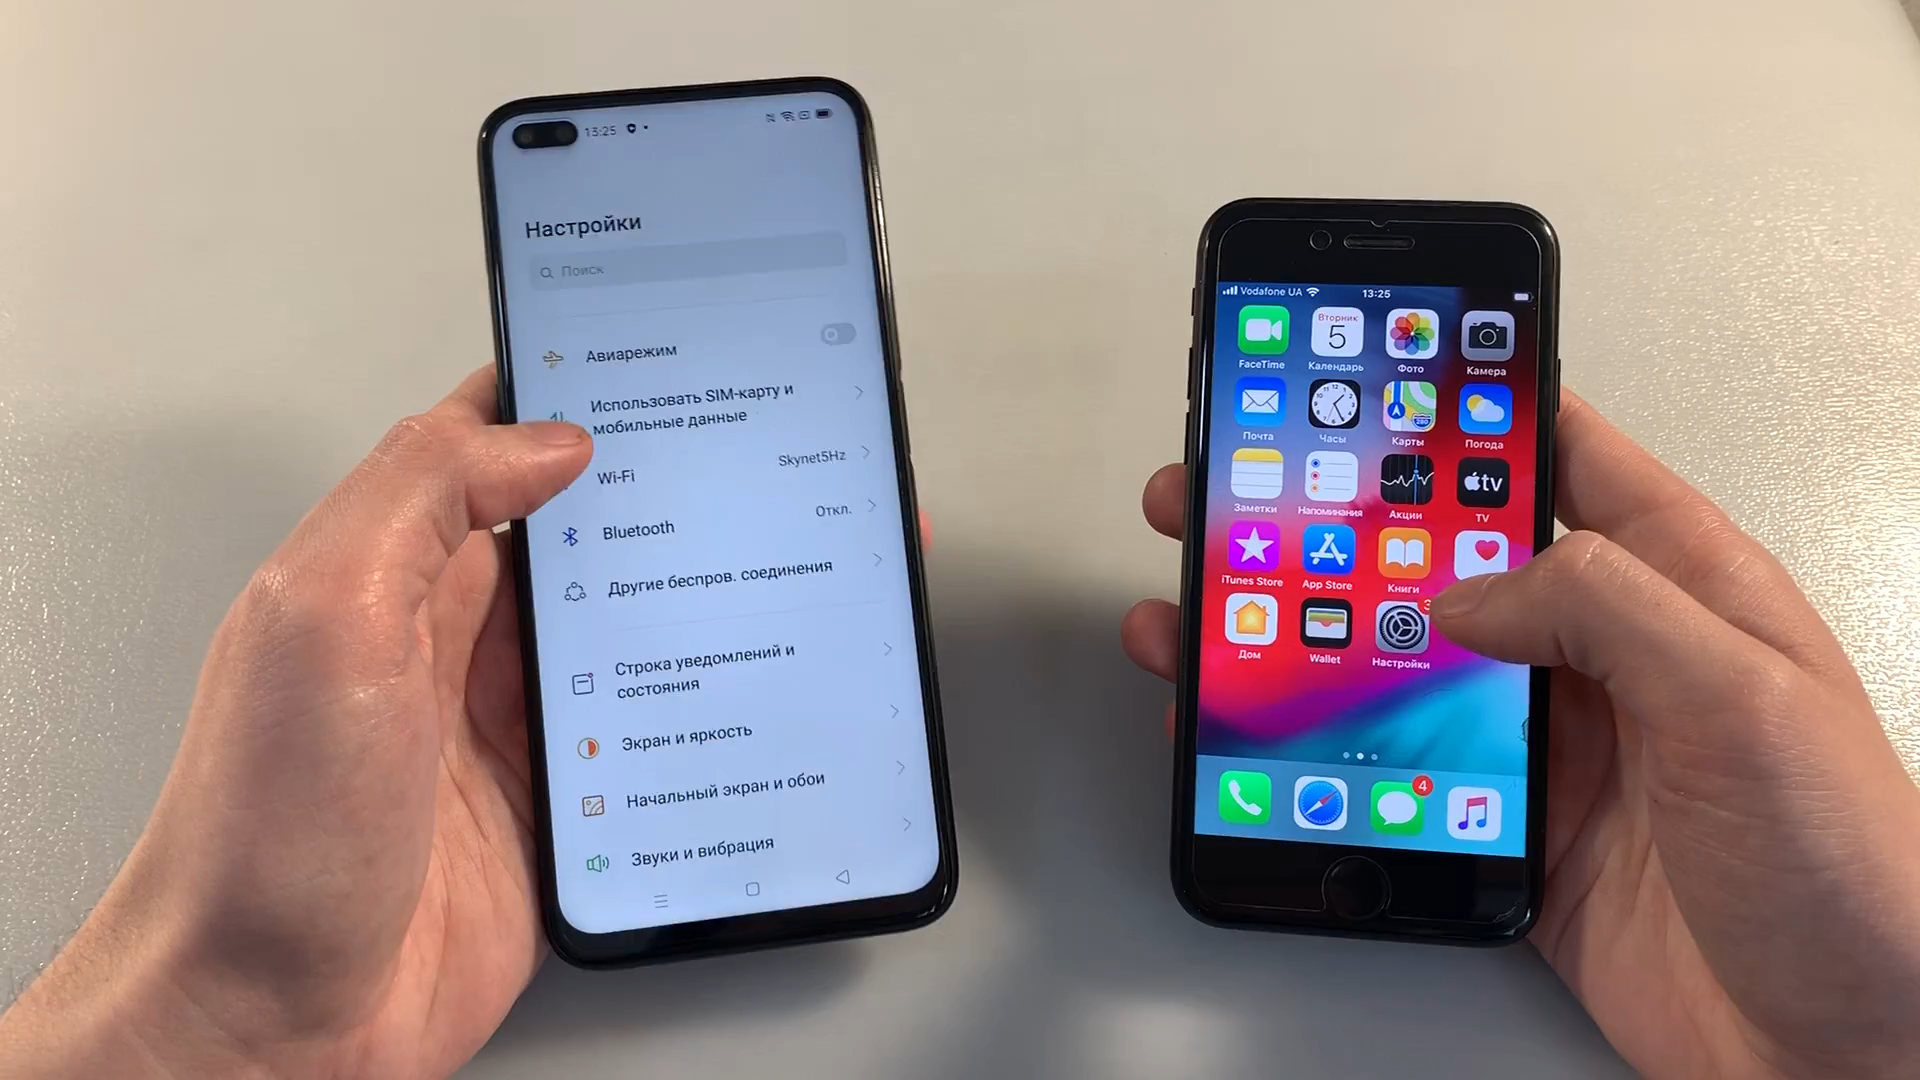 13:25
Настройки
Поиск
Авиарежим
Использовать SIM-карту и
мобильные данные
Wi-Fi
Skynet5Hz
Bluetooth
Откл.
Другие беспров. соединения
Строка уведомлений и
состояния
Экран и яркость
Начальный экран и обои
Звуки и вибрация
Vodafone UA
13:25
Вторник
5
FaceTime
Календарь
Фото
Камера
280
Почта
Часы
Карты
Погода
tv
Заметки
Напоминания
Акции
TV
iTunes Store
App Store
Книги
3
Дом
Wallet
Настройки
4